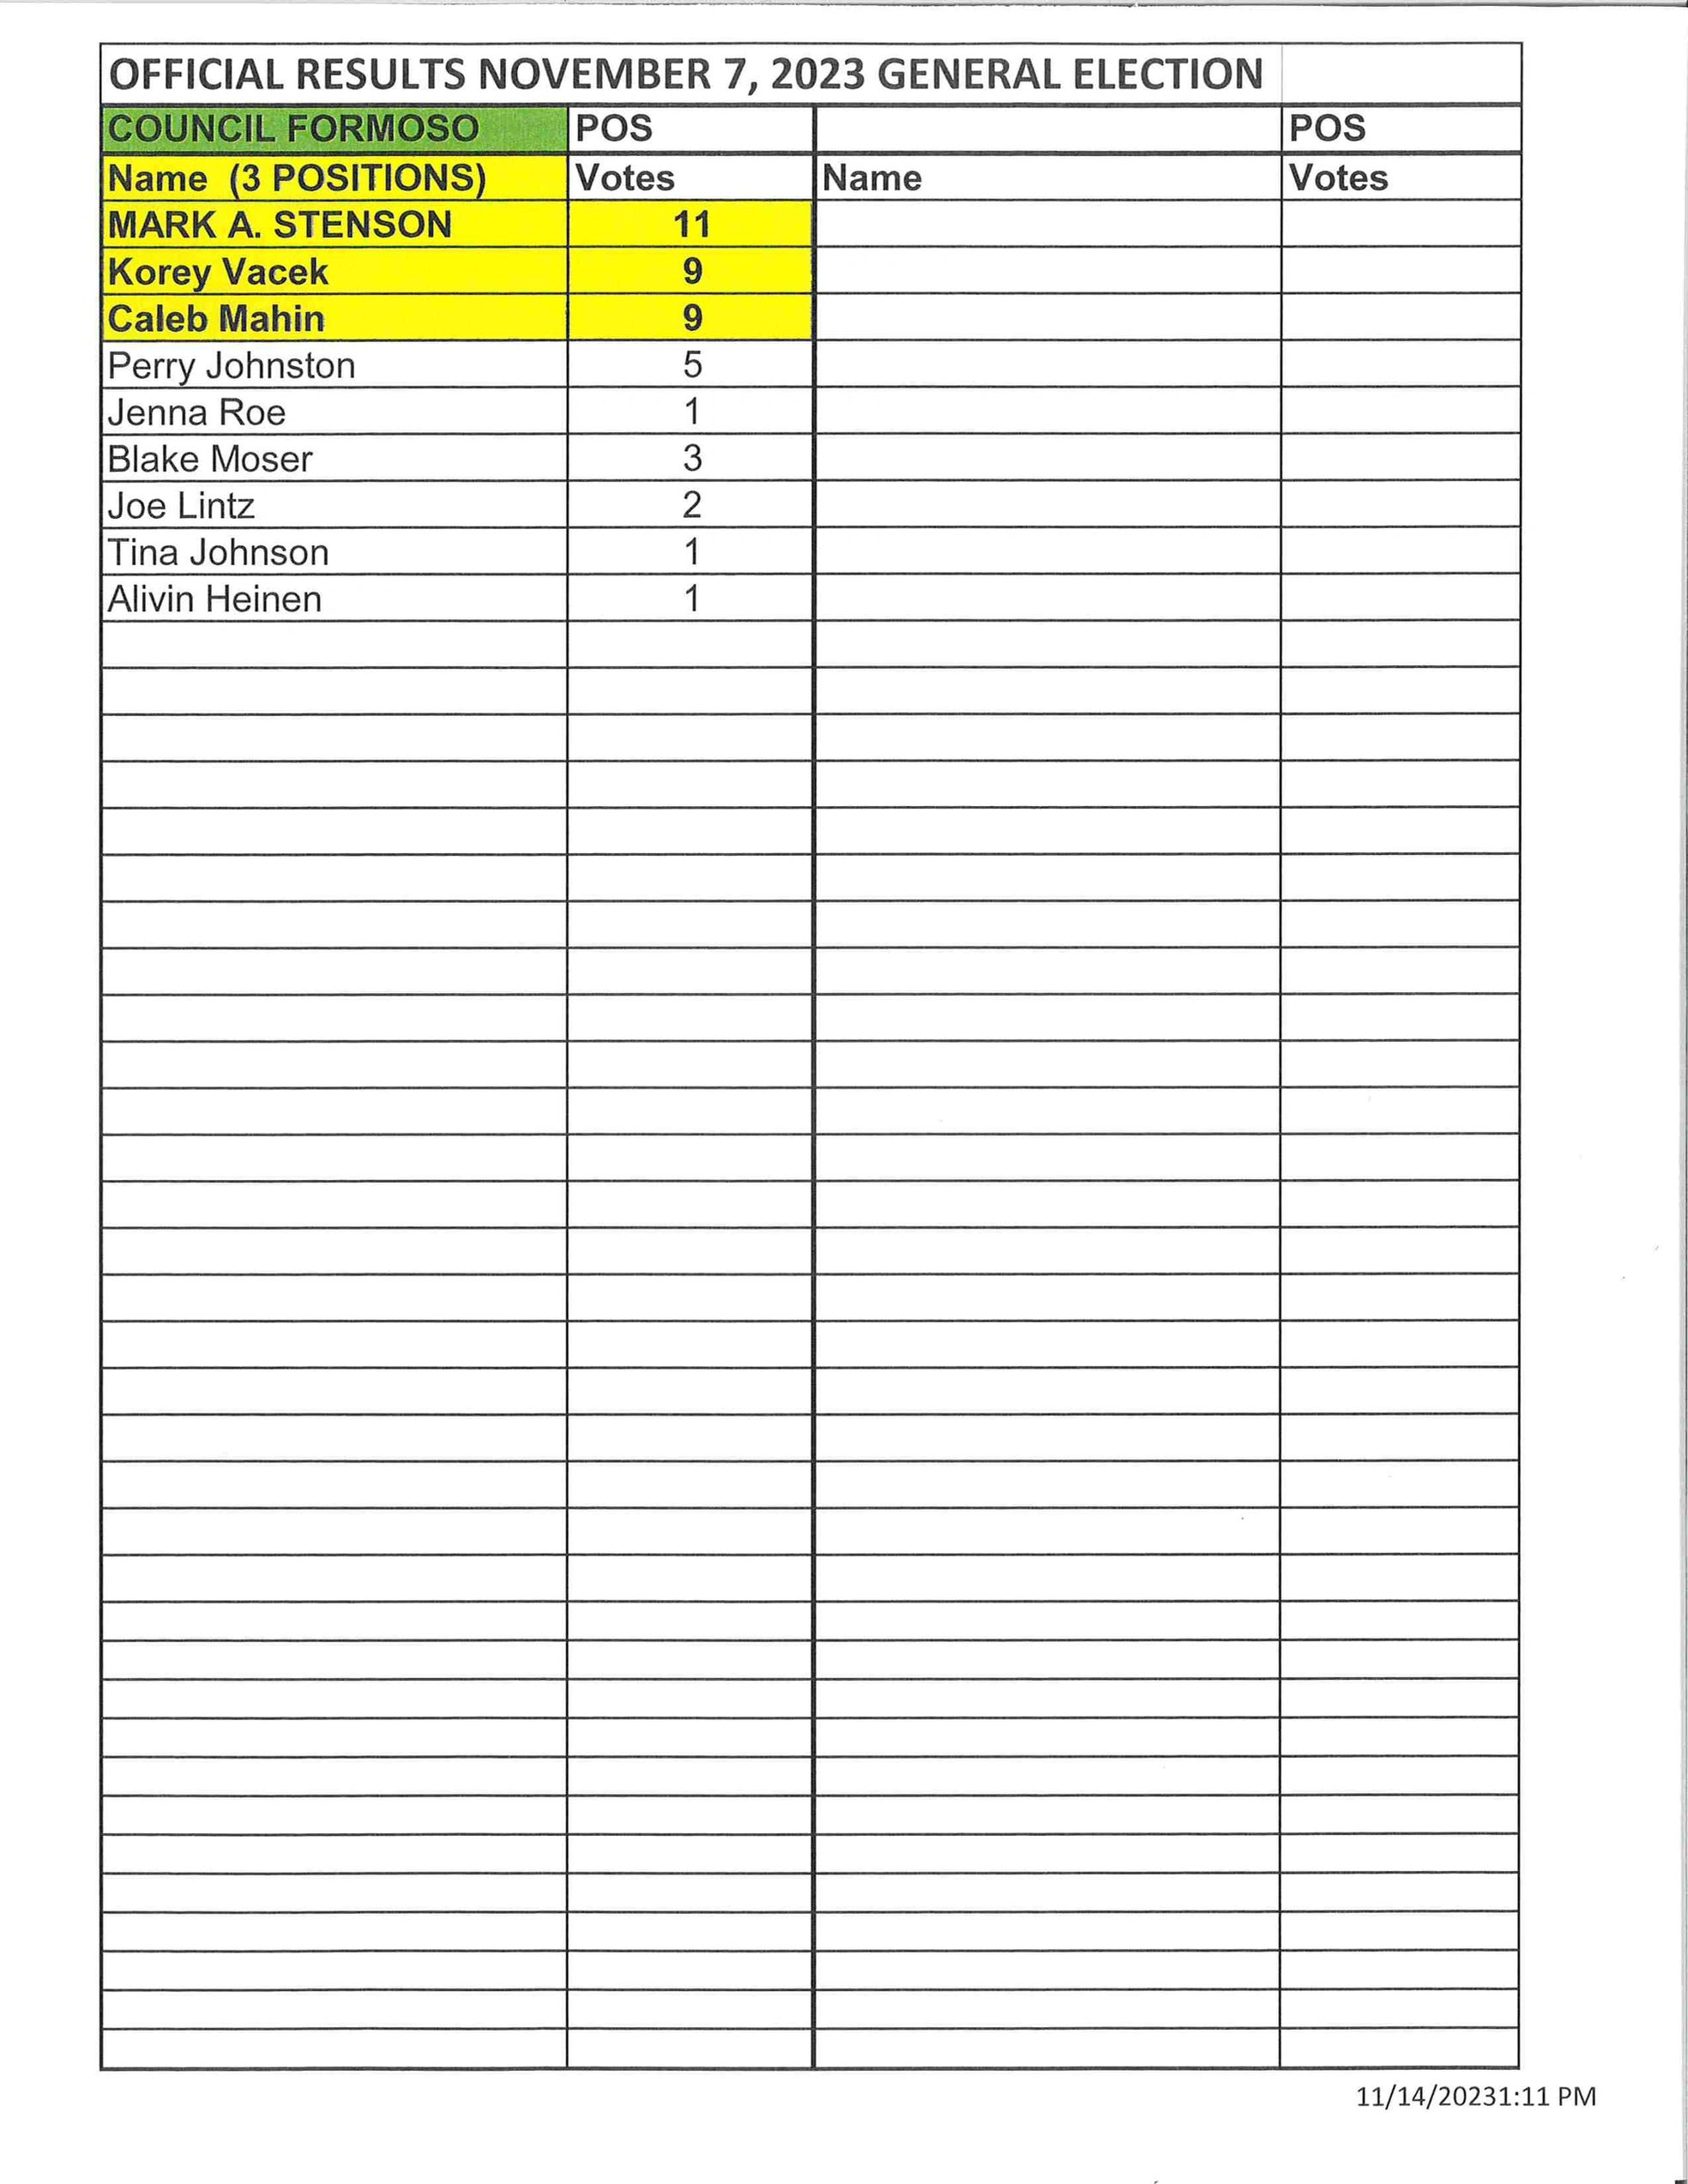 OFFICIAL RESULTS NOVEMBER 7, 2023 GENERAL ELECTION
COUNCIL FORMOSO POS POS
Name (3 POSITIONS) Votes Name Votes
MARK A. STENSON 11
Korey Vacek 9
Caleb Mahin 9
Perry Johnston 5
Jenna Roe 1
Blake Moser 3
Joe Lintz 2
Tina Johnson 1
Alivin Heinen 1
11/14/20231:11 PM